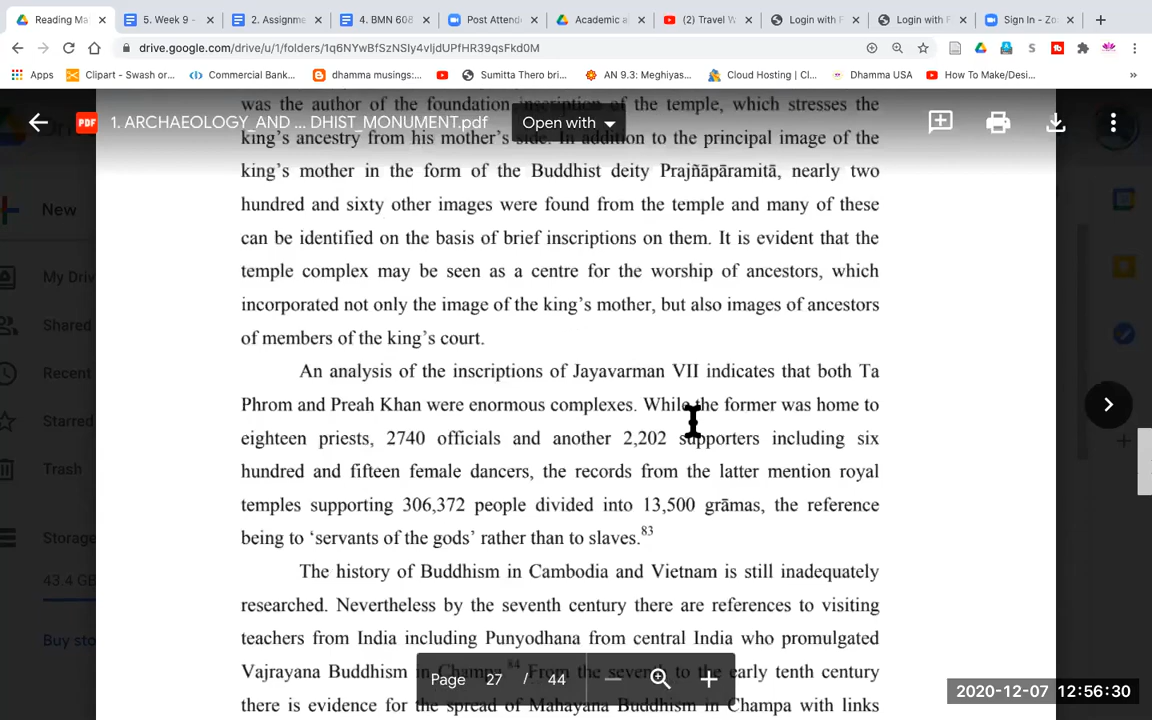 Reading Ma
5. Week 9 -
2. Assignme
4. BMN 608
Post Attend
Academic a
(2) Travel W
Login with F
Login with F
Sign In - Zo
drive.google.com/drive/u/1/folders/1q6NYwBfSzNSIy4vIjdUPfHR39qsFkd0M
Apps
Clipart - Swash or...
Commercial Bank...
dhamma musings:...
Sumitta Thero bri...
AN 9.3: Meghiyas...
Cloud Hosting | Cl...
Dhamma USA
How To Make/Desi...
»
PDF 1. ARCHAEOLOGY_AND ... DHIST_MONUMENT.pdf
Open with
New
My Driv
Shared
Recent
Starred
Trash
Storage
43.4 GB
Buy sto
was the author of the foundation inscription of the temple, which stresses the
king's ancestry from his mother's side. In addition to the principal image of the
king's mother in the form of the Buddhist deity Prajñāpāramitā, nearly two
hundred and sixty other images were found from the temple and many of these
can be identified on the basis of brief inscriptions on them. It is evident that the
temple complex may be seen as a centre for the worship of ancestors, which
incorporated not only the image of the king's mother, but also images of ancestors
of members of the king's court.
An analysis of the inscriptions of Jayavarman VII indicates that both Ta
Phrom and Preah Khan were enormous complexes. While the former was home to
eighteen priests, 2740 officials and another 2,202 supporters including six
hundred and fifteen female dancers, the records from the latter mention royal
temples supporting 306,372 people divided into 13,500 grāmas, the reference
being to 'servants of the gods' rather than to slaves.83
The history of Buddhism in Cambodia and Vietnam is still inadequately
researched. Nevertheless by the seventh century there are references to visiting
teachers from India including Punyodhana from central India who promulgated
Vajrayana Buddhism in Champa.84 From the seventh to the early tenth century
there is evidence for the spread of Mahayana Buddhism in Champa with links
Page 27 / 44
2020-12-07 12:56:30